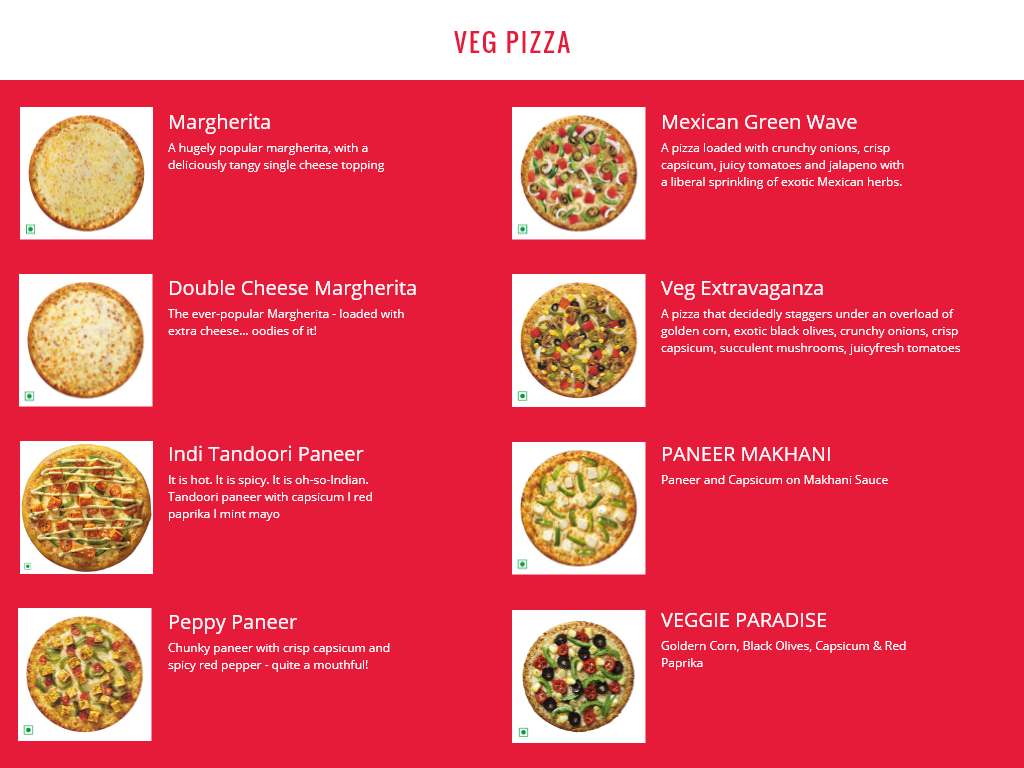 VEG PIZZA
Margherita
A hugely popular margherita, with a
deliciously tangy single cheese topping
Mexican Green Wave
A pizza loaded with crunchy onions, crisp
capsicum, juicy tomatoes and jalapeno with
a liberal sprinkling of exotic Mexican herbs.
Double Cheese Margherita
The ever-popular Margherita - loaded with
extra cheese... oodies of it!
Veg Extravaganza
A pizza that decidedly staggers under an overload of
golden corn, exotic black olives, crunchy onions, crisp
capsicum, succulent mushrooms, juicyfresh tomatoes
Indi Tandoori Paneer
It is hot. It is spicy. It is oh-so-Indian.
Tandoori paneer with capsicum I red
paprika I mint mayo
PANEER MAKHANI
Paneer and Capsicum on Makhani Sauce
Peppy Paneer
Chunky paneer with crisp capsicum and
spicy red pepper - quite a mouthful!
VEGGIE PARADISE
Goldern Corn, Black Olives, Capsicum & Red
Paprika